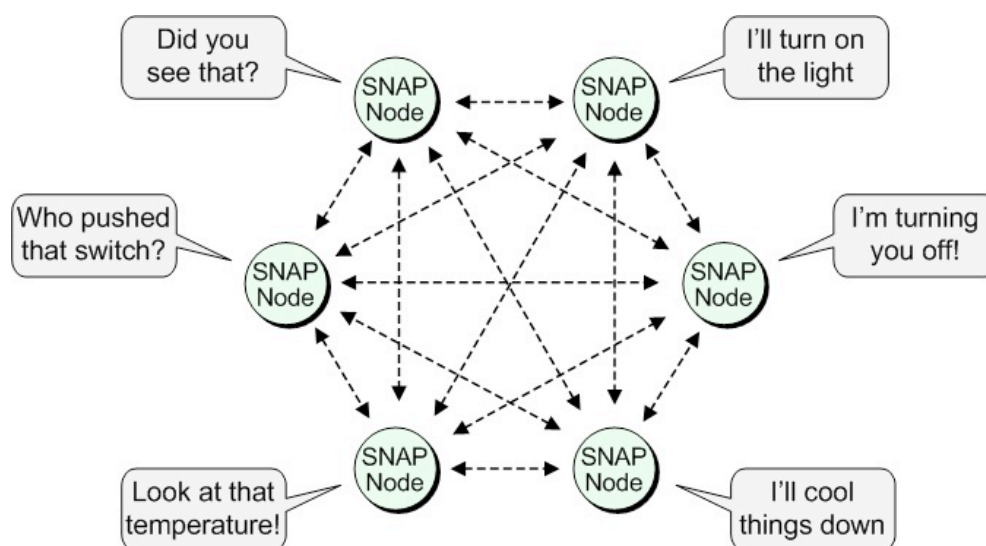 Did you
see that?
SNAP
Node
SNAP
Node
I'll turn on
the light
Who pushed
that switch?
SNAP
Node
SNAP
Node
I'm turning
you off!
Look at that
temperature!
SNAP
Node
SNAP
Node
I'll cool
things down